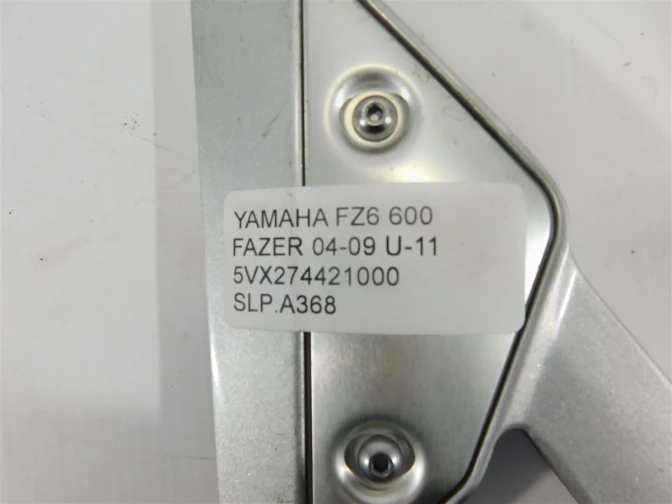 YAMAHA FZ6 600
FAZER 04-09 U-11
5VX274421000
SLP.A368